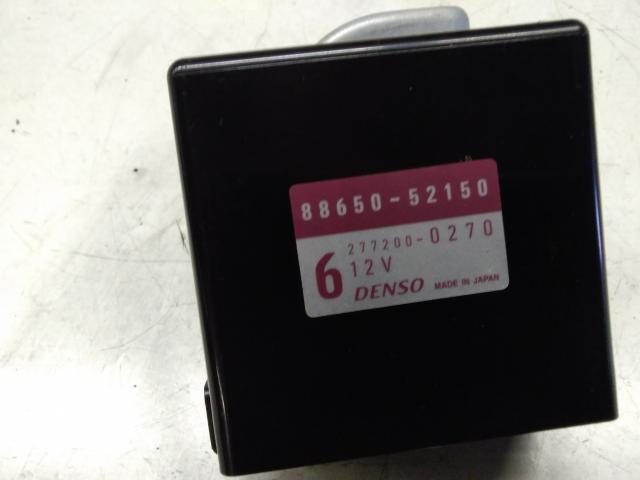 88650-52150
277200-0270
6 12V
DENSO MADE IN JAPAN